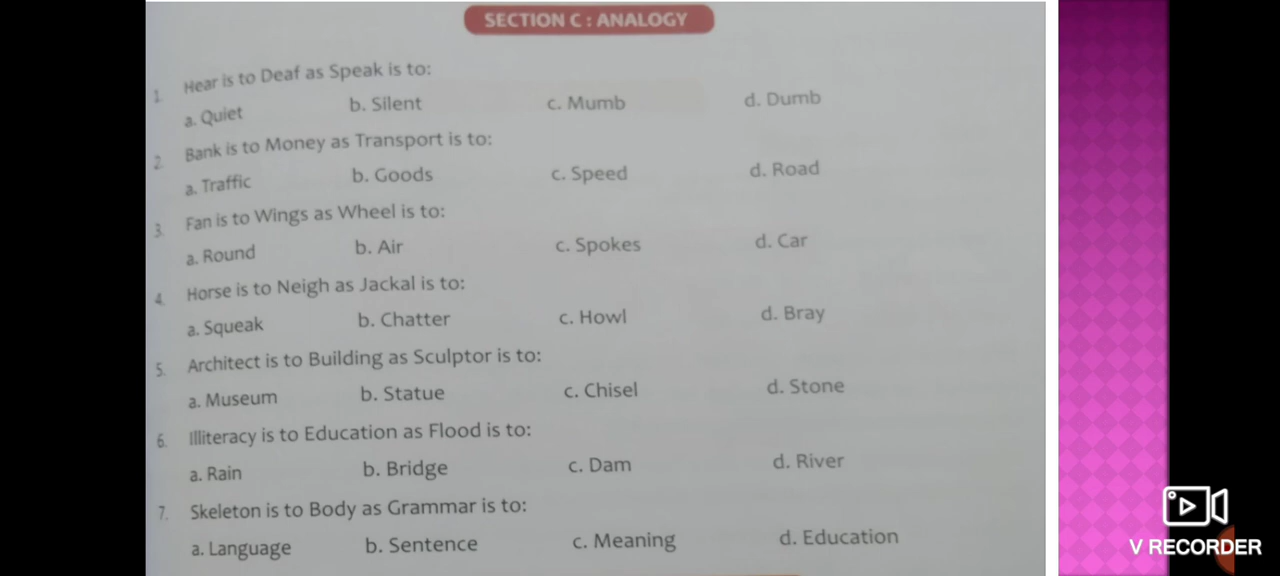 SECTION C : ANALOGY
1. Hear is to Deaf as Speak is to:
a. Quiet b. Silent c. Mumb d. Dumb
2. Bank is to Money as Transport is to:
a. Traffic b. Goods c. Speed d. Road
3. Fan is to Wings as Wheel is to:
a. Round b. Air c. Spokes d. Car
4. Horse is to Neigh as Jackal is to:
a. Squeak b. Chatter c. Howl d. Bray
5. Architect is to Building as Sculptor is to:
a. Museum b. Statue c. Chisel d. Stone
6. Illiteracy is to Education as Flood is to:
a. Rain b. Bridge c. Dam d. River
7. Skeleton is to Body as Grammar is to:
a. Language b. Sentence c. Meaning d. Education
V RECORDER